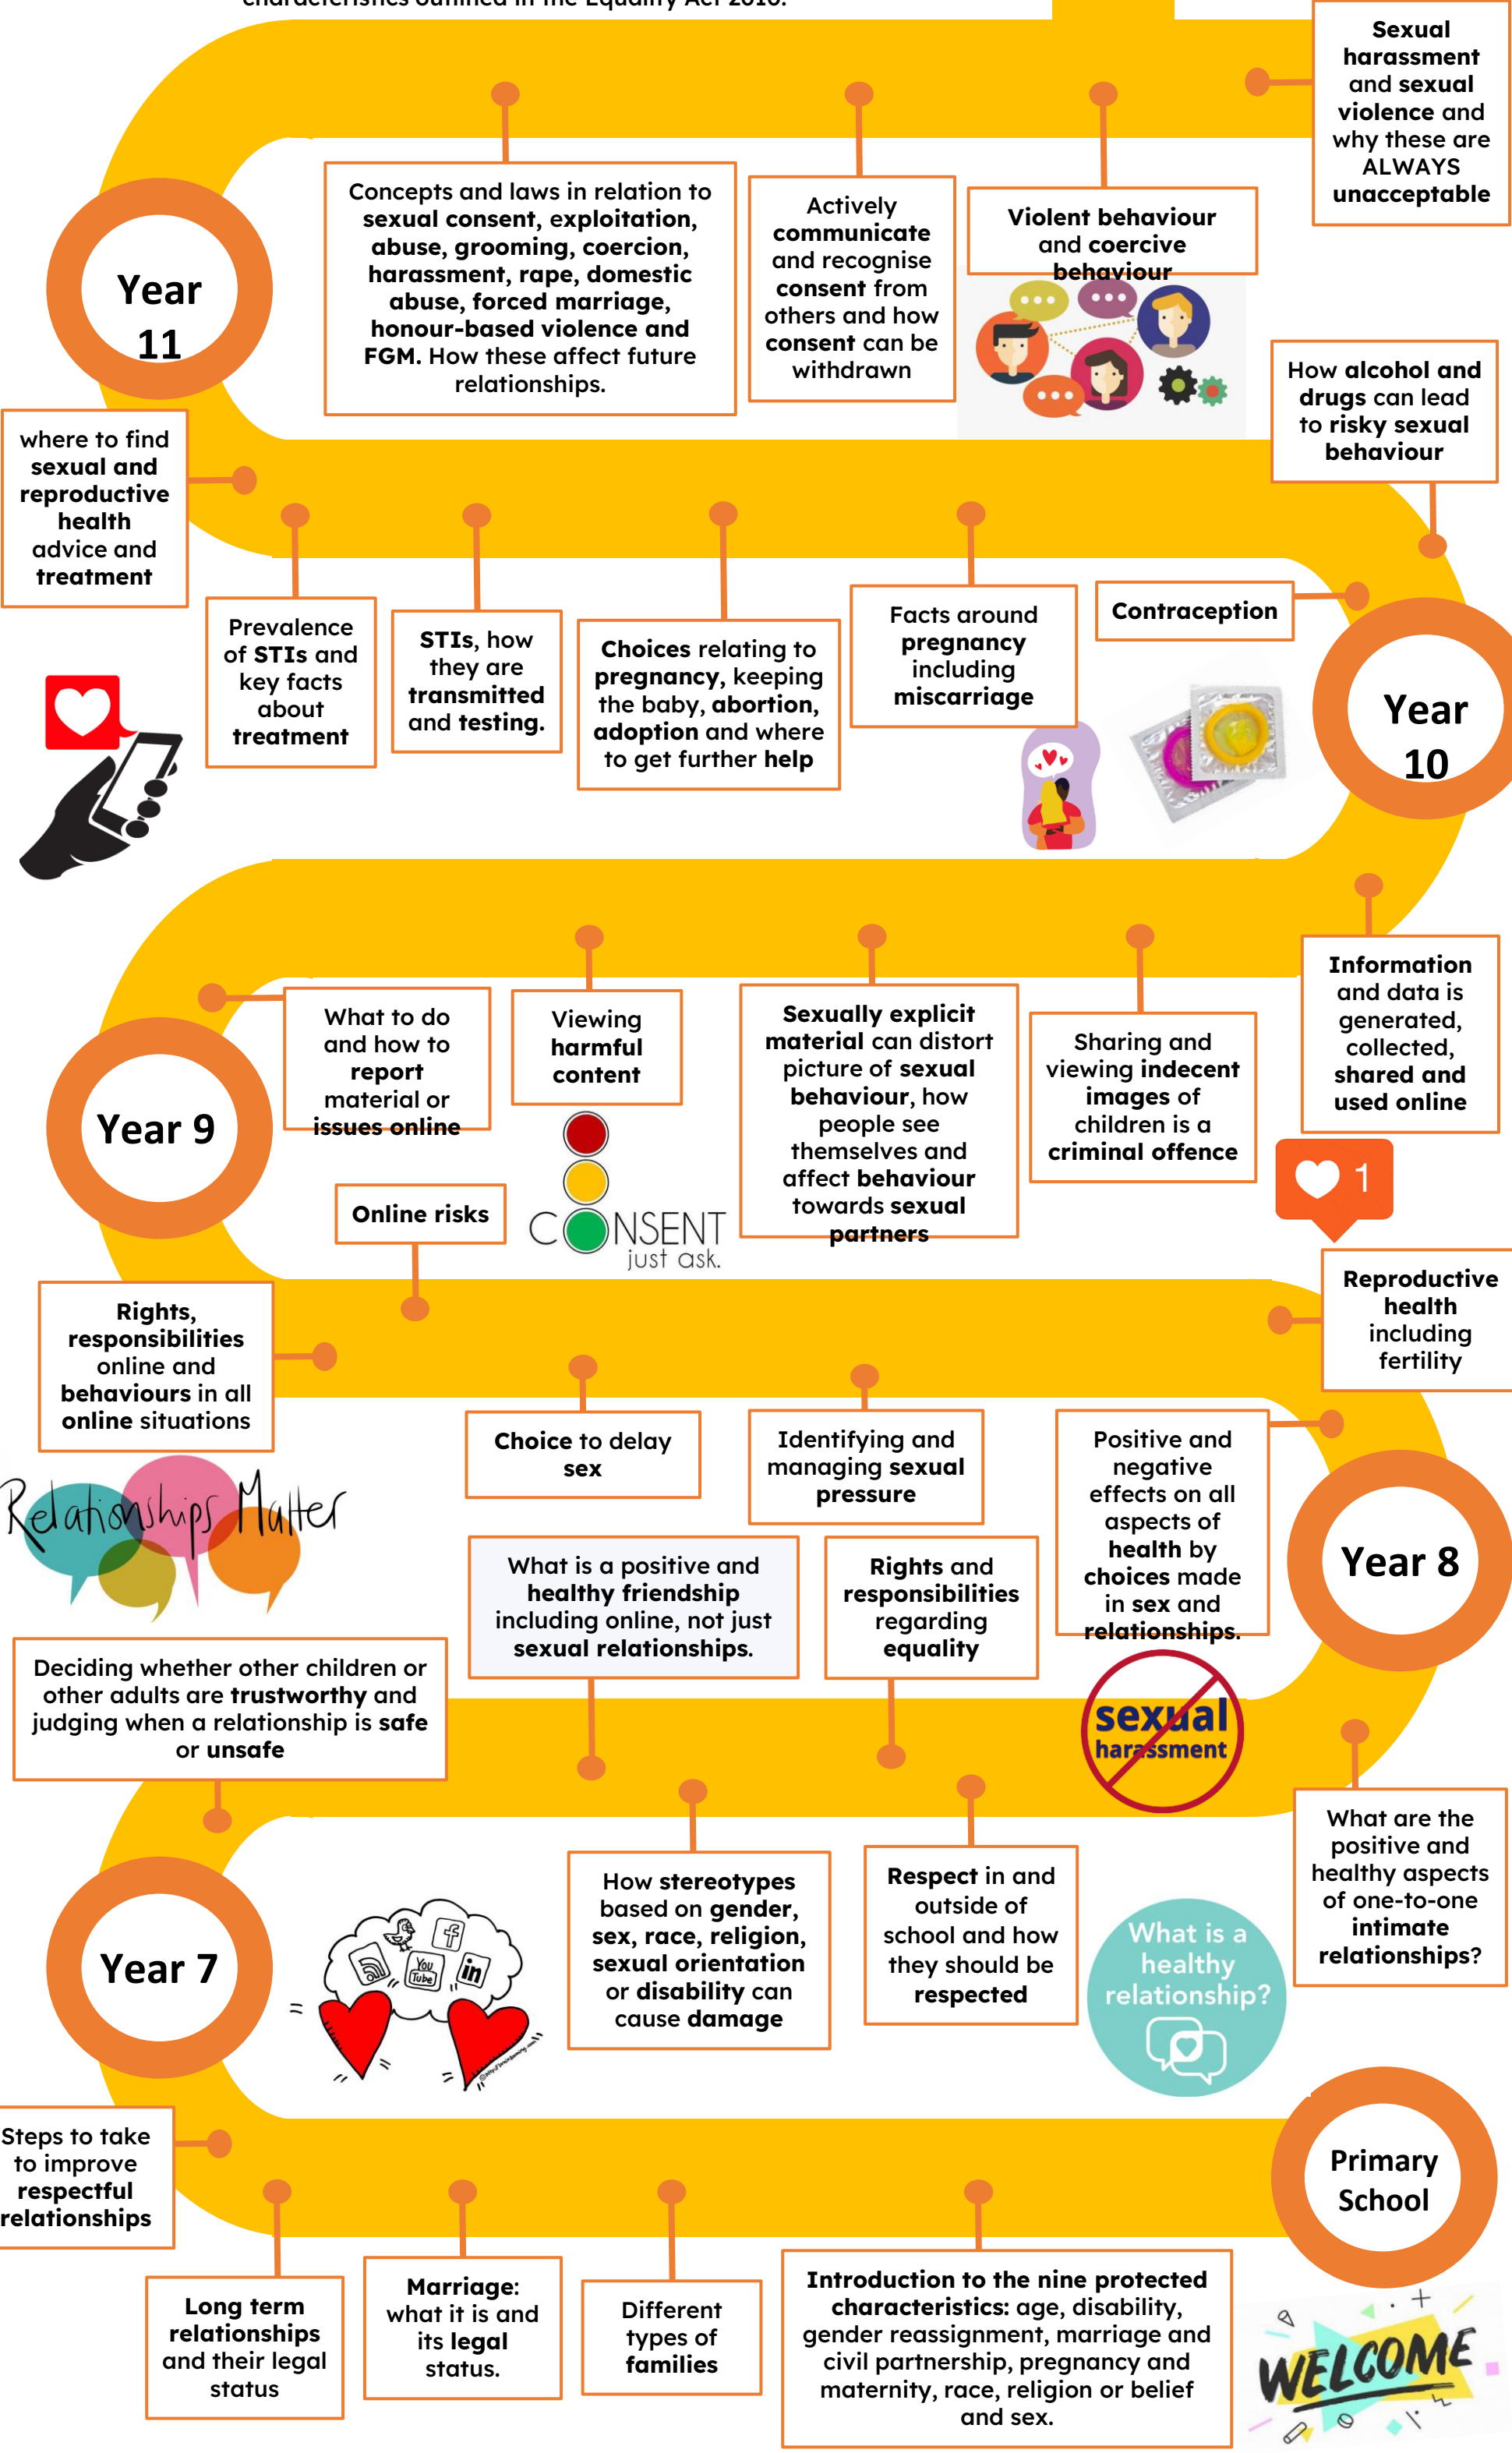 characteristics outlined in the Equality Act 2010.
Sexual
harassment
and sexual
violence and
why these are
ALWAYS
unacceptable
Concepts and laws in relation to
sexual consent, exploitation,
abuse, grooming, coercion,
harassment, rape, domestic
abuse, forced marriage,
honour-based violence and
FGM. How these affect future
relationships.
Actively
communicate
and recognise
consent from
others and how
consent can be
withdrawn
Violent behaviour
and coercive
behaviour
Year
11
How alcohol and
drugs can lead
to risky sexual
behaviour
where to find
sexual and
reproductive
health
advice and
treatment
Prevalence
of STIs and
key facts
about
treatment
STIs, how
they are
transmitted
and testing.
Choices relating to
pregnancy, keeping
the baby, abortion,
adoption and where
to get further help
Facts around
pregnancy
including
miscarriage
Contraception
Year
10
Information
and data is
generated,
collected,
shared and
used online
What to do
and how to
report
material or
issues online
Viewing
harmful
content
Sexually explicit
material can distort
picture of sexual
behaviour, how
people see
themselves and
affect behaviour
towards sexual
partners
Sharing and
viewing indecent
images of
children is a
criminal offence
Year 9
1
CONSENT
just ask.
Online risks
Reproductive
health
including
fertility
Rights,
responsibilities
online and
behaviours in all
online situations
Choice to delay
sex
Identifying and
managing sexual
pressure
Positive and
negative
effects on all
aspects of
health by
choices made
in sex and
relationships.
Relationships Matter
Year 8
What is a positive and
healthy friendship
including online, not just
sexual relationships.
Rights and
responsibilities
regarding
equality
Deciding whether other children or
other adults are trustworthy and
judging when a relationship is safe
or unsafe
sexual
harassment
What are the
positive and
healthy aspects
of one-to-one
intimate
relationships?
How stereotypes
based on gender,
sex, race, religion,
sexual orientation
or disability can
cause damage
Respect in and
outside of
school and how
they should be
respected
What is a
healthy
relationship?
Year 7
f
You
Tube
in
Steps to take
to improve
respectful
relationships
Primary
School
Long term
relationships
and their legal
status
Marriage:
what it is and
its legal
status.
Different
types of
families
Introduction to the nine protected
characteristics: age, disability,
gender reassignment, marriage and
civil partnership, pregnancy and
maternity, race, religion or belief
and sex.
WELCOME